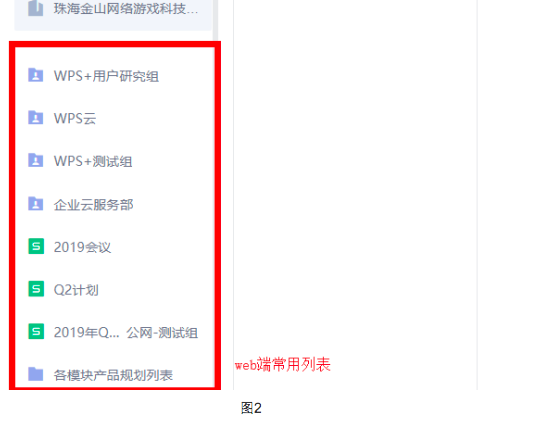 珠海金山网络游戏科技...
WPS+用户研究组
WPS云
WPS+测试组
企业云服务部
2019会议
Q2计划
2019年Q... 公网-测试组
各模块产品规划列表
web端常用列表
图2